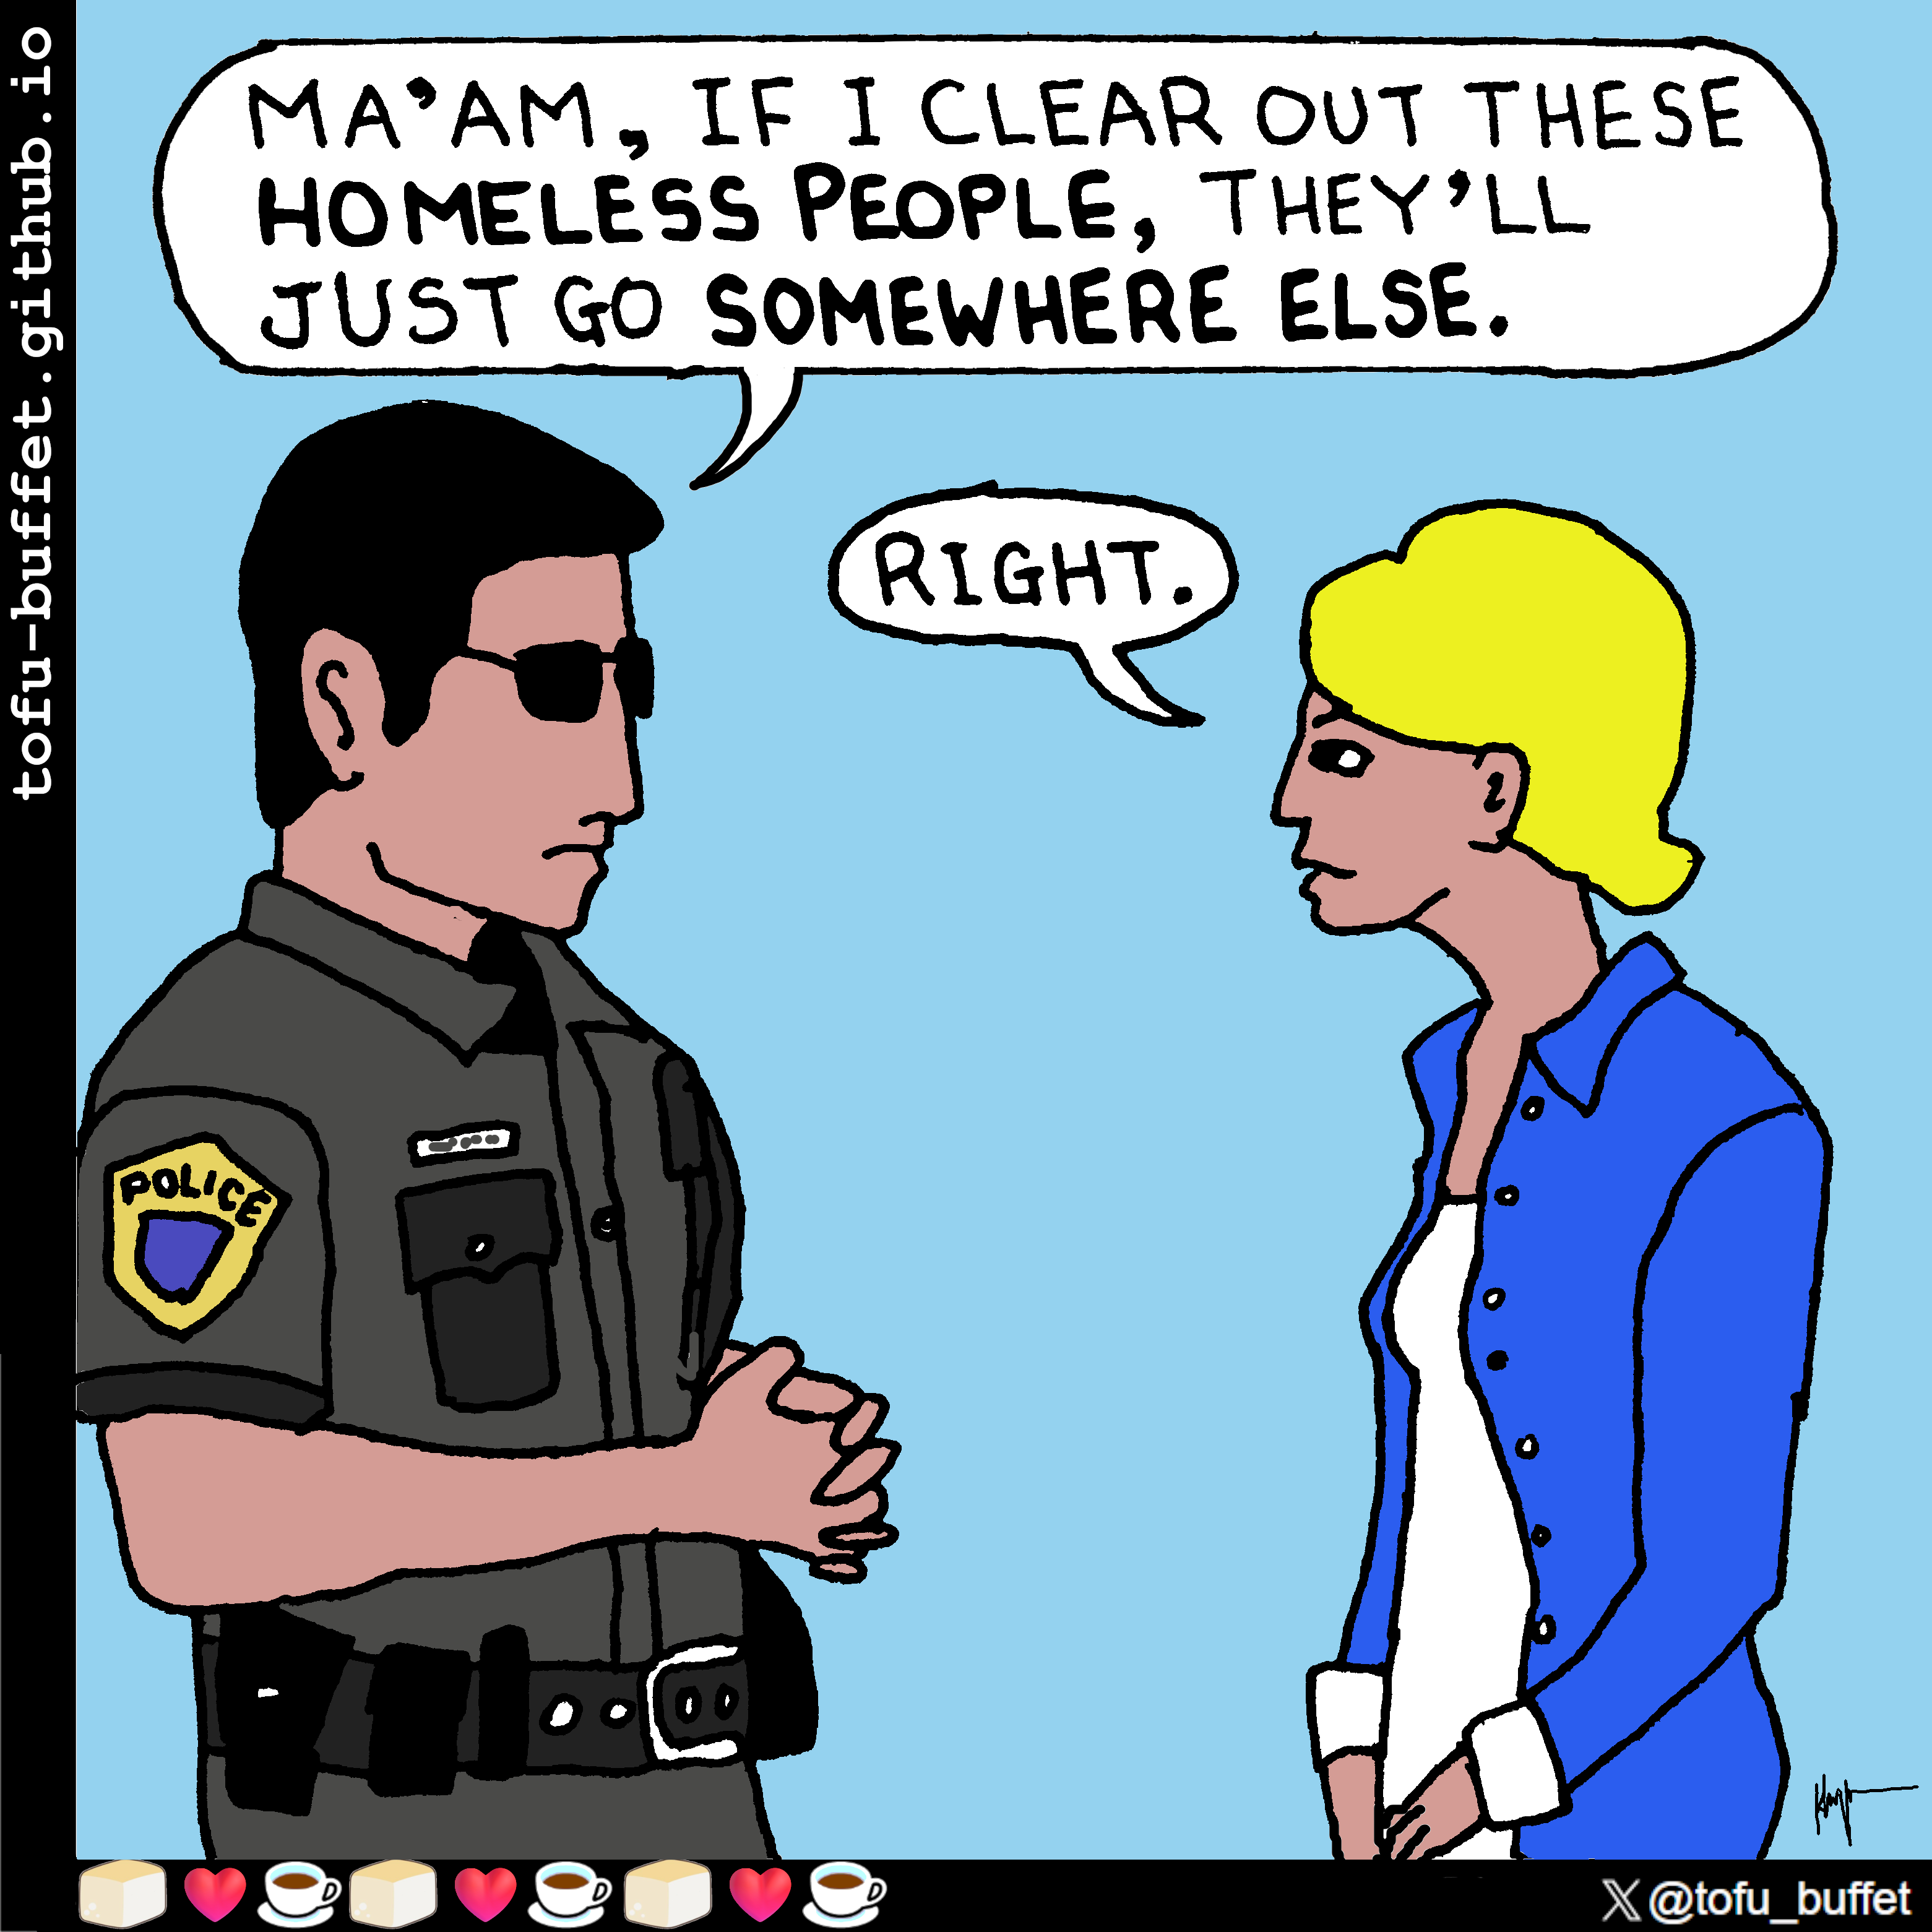 MA'AM, IF I CLEAR OUT THESE
HOMELESS PEOPLE, THEY'LL
JUST GO SOMEWHERE ELSE.
RIGHT.
POLICE
tofu-buffet.github.io
X @tofu_buffet